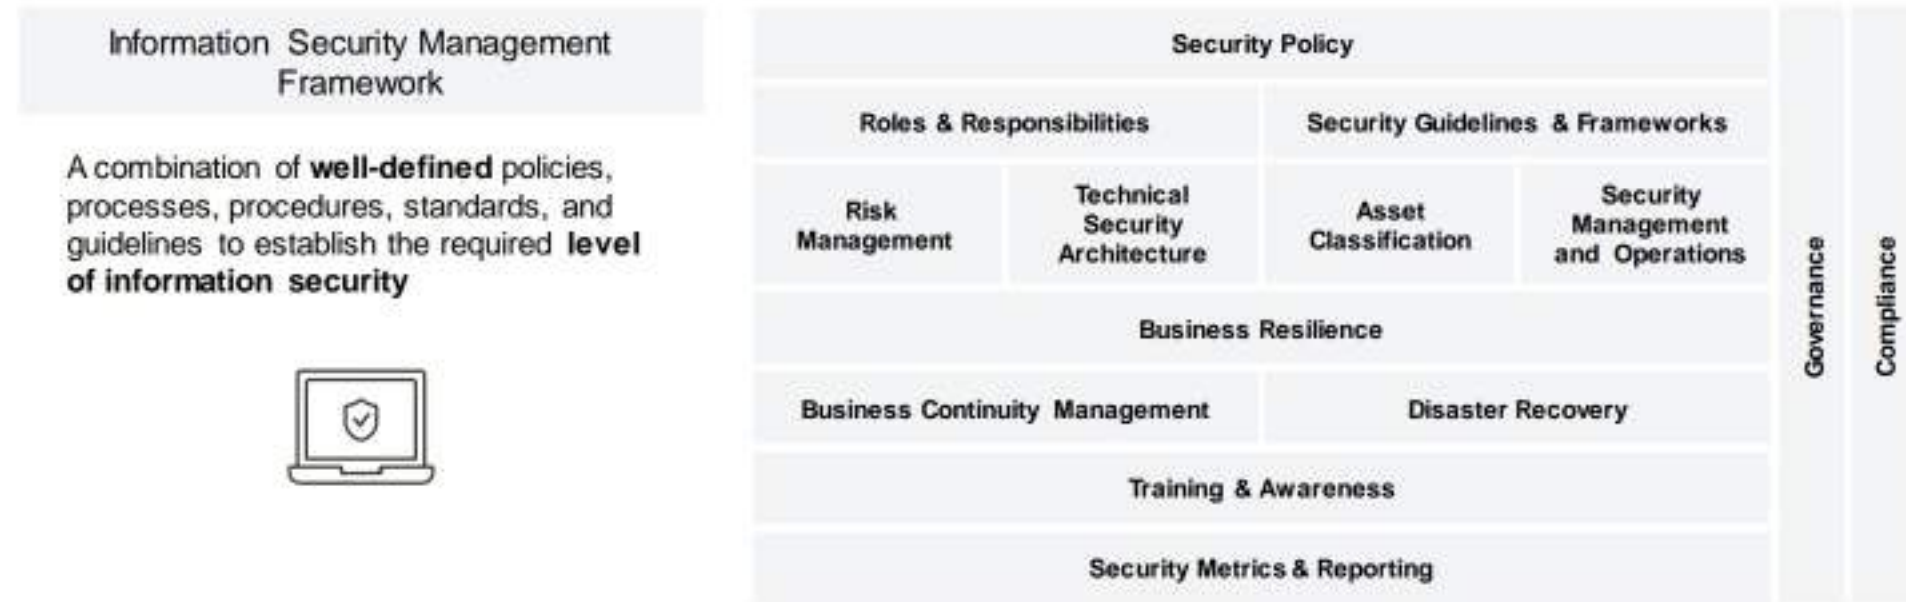 Information Security Management
Framework
A combination of well-defined policies,
processes, procedures, standards, and
guidelines to establish the required level
of information security
Security Policy
Roles & Responsibilities
Security Guidelines & Frameworks
Risk
Management
Technical
Security
Architecture
Asset
Classification
Security
Management
and Operations
Business Resilience
Business Continuity Management
Disaster Recovery
Training & Awareness
Security Metrics & Reporting
Governance
Compliance